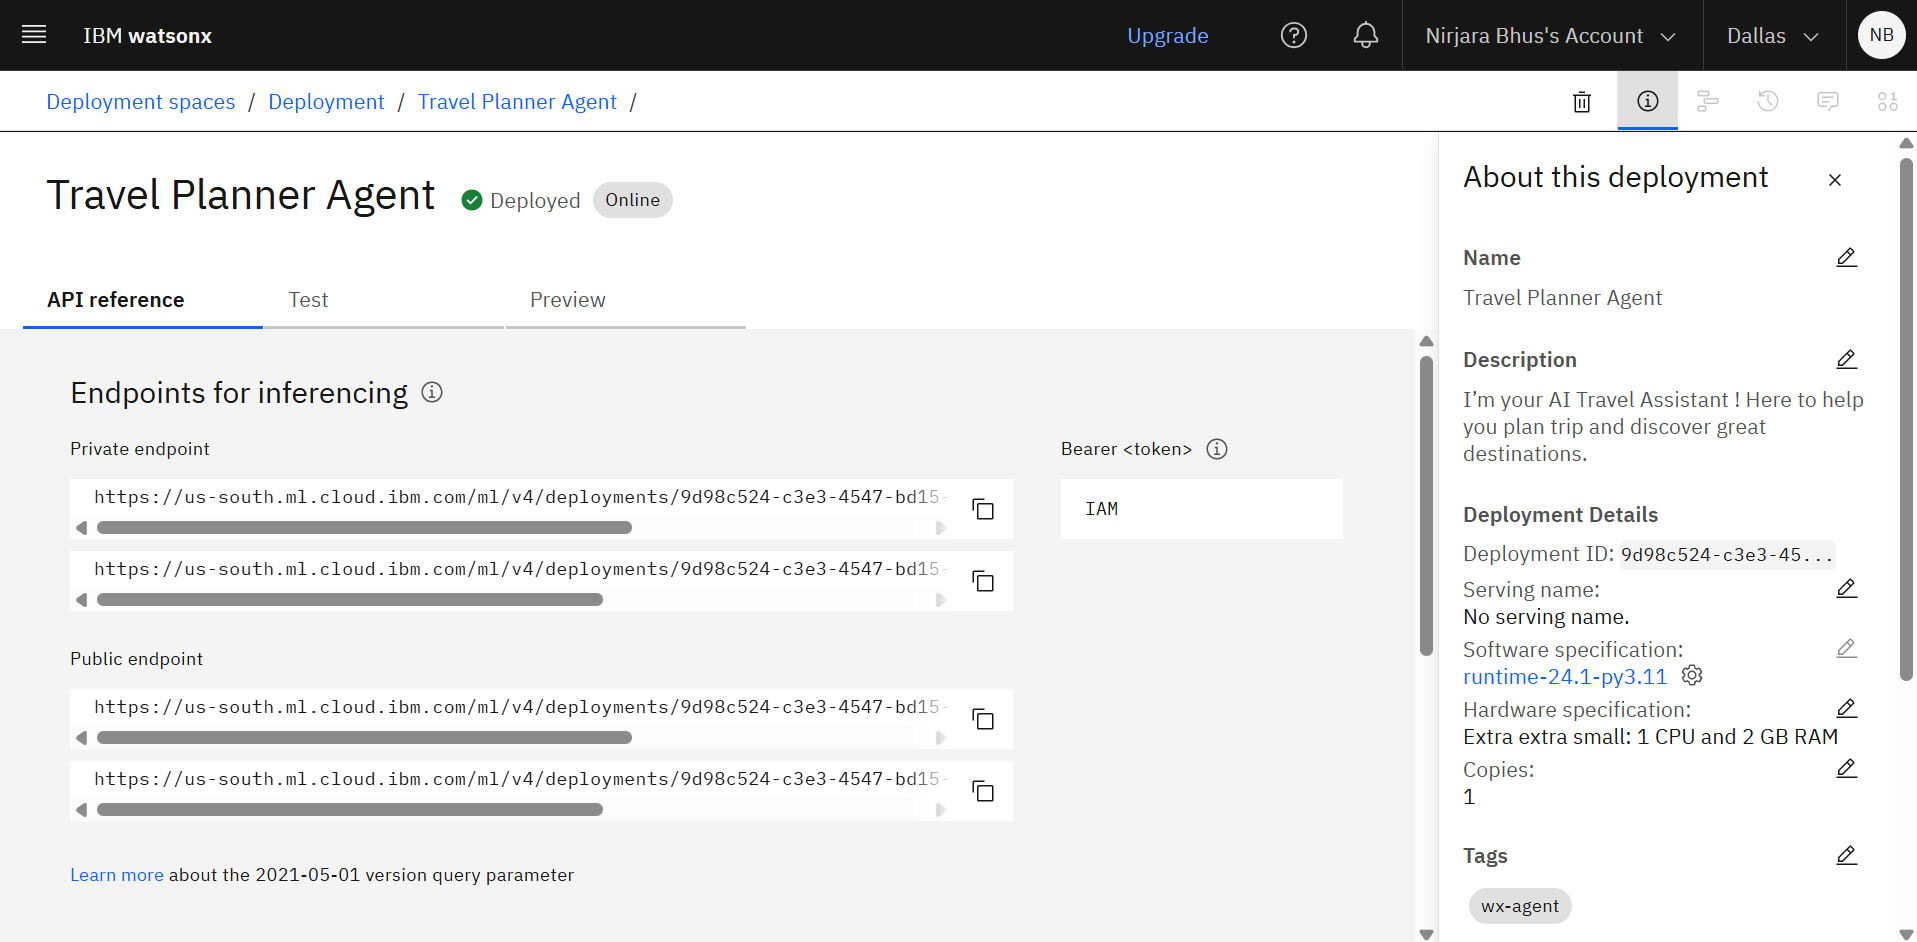 IBM watsonx
Upgrade
Nirjara Bhus's Account
Dallas
NB
Deployment spaces / Deployment / Travel Planner Agent /
Travel Planner Agent
Deployed
Online
API reference
Test
Preview
Endpoints for inferencing
Private endpoint
https://us-south.ml.cloud.ibm.com/ml/v4/deployments/9d98c524-c3e3-4547-bd15-
https://us-south.ml.cloud.ibm.com/ml/v4/deployments/9d98c524-c3e3-4547-bd15-
Bearer <token>
IAM
Public endpoint
https://us-south.ml.cloud.ibm.com/ml/v4/deployments/9d98c524-c3e3-4547-bd15-
https://us-south.ml.cloud.ibm.com/ml/v4/deployments/9d98c524-c3e3-4547-bd15-
Learn more about the 2021-05-01 version query parameter
About this deployment
Name
Travel Planner Agent
Description
I’m your AI Travel Assistant ! Here to help
you plan trip and discover great
destinations.
Deployment Details
Deployment ID: 9d98c524-c3e3-45...
Serving name:
No serving name.
Software specification:
runtime-24.1-py3.11
Hardware specification:
Extra extra small: 1 CPU and 2 GB RAM
Copies:
1
Tags
wx-agent